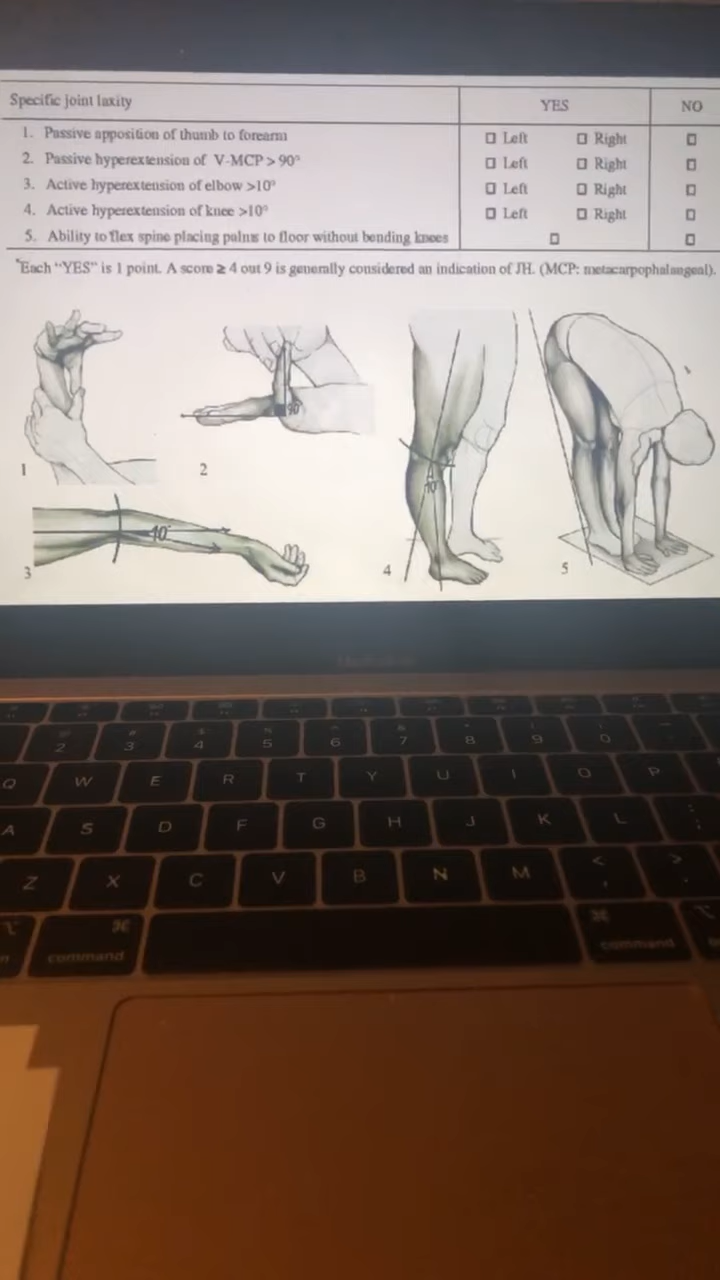 Specific joint laxity YES NO
1. Passive apposition of thumb to forearm □ Left □ Right □
2. Passive hyperextension of V-MCP > 90° □ Left □ Right □
3. Active hyperextension of elbow >10° □ Left □ Right □
4. Active hyperextension of knee >10° □ Left □ Right □
5. Ability to flex spine placing palms to floor without bending knees □ □
*Each “YES” is 1 point. A score ≥ 4 out 9 is generally considered an indication of JH. (MCP: metacarpophalangeal).
90°
1 2
10°
10°
3 4 5
2 3 4 5 6 7 8 9 0
Q W E R T Y U I O P
A S D F G H J K L
Z X C V B N M < ,
> .
⌥ ⌘ ⌘ ⌥
command command